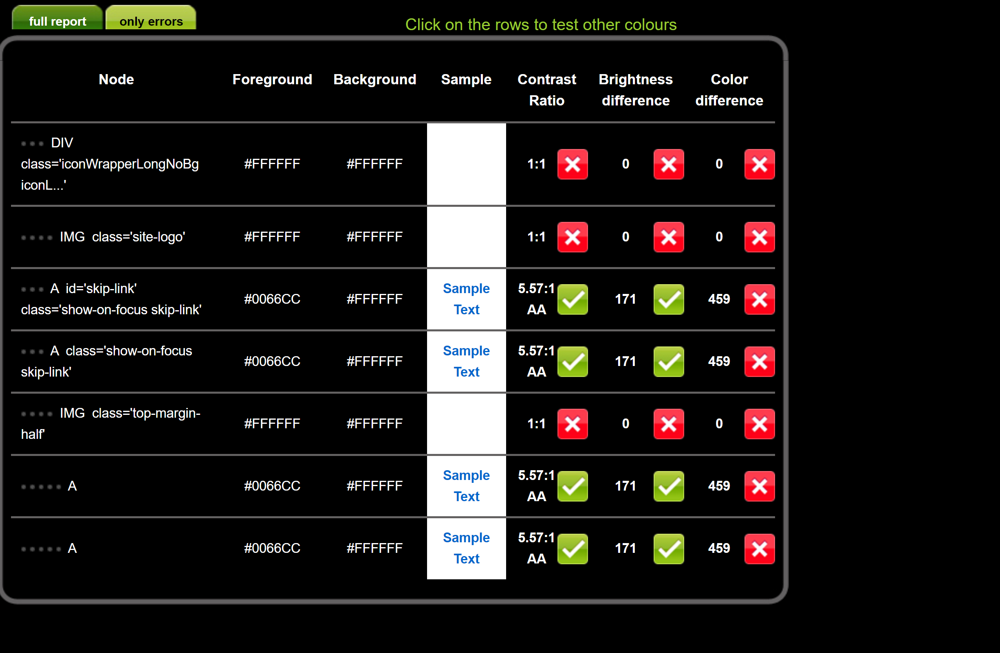 full report
only errors
Click on the rows to test other colours
Node Foreground Background Sample Contrast Ratio Brightness difference Color difference
DIV
class='iconWrapperLongNoBg #FFFFFF #FFFFFF 1:1 0 0
iconL...'
IMG class='site-logo' #FFFFFF #FFFFFF 1:1 0 0
A id='skip-link'
class='show-on-focus skip-link' #0066CC #FFFFFF Sample Text 5.57:1 AA 171 459
A class='show-on-focus
skip-link' #0066CC #FFFFFF Sample Text 5.57:1 AA 171 459
IMG class='top-margin-
half' #FFFFFF #FFFFFF 1:1 0 0
A #0066CC #FFFFFF Sample Text 5.57:1 AA 171 459
A #0066CC #FFFFFF Sample Text 5.57:1 AA 171 459